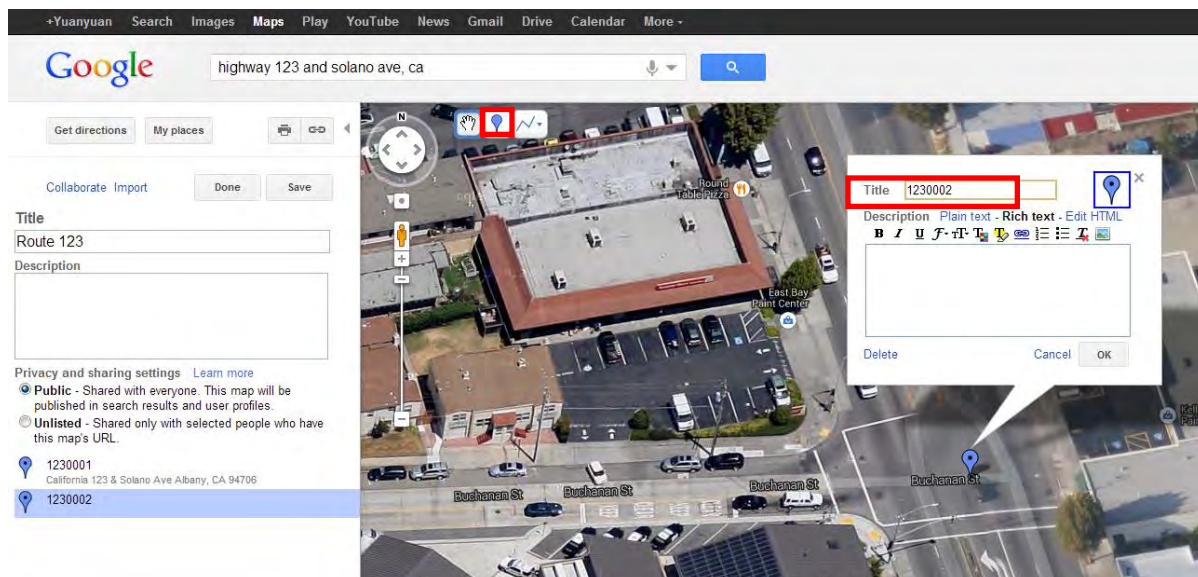 +Yuanyuan Search Images Maps Play YouTube News Gmail Drive Calendar More
Google
highway 123 and solano ave, ca
Get directions My places
Collaborate Import Done Save
Title
Route 123
Description
Privacy and sharing settings Learn more
Public - Shared with everyone. This map will be
published in search results and user profiles.
Unlisted - Shared only with selected people who have
this map's URL.
1230001
California 123 & Solano Ave Albany, CA 94706
1230002
N
Round
Table Pizza
East Bay
Paint Center
Buchanan St Buchanan St Buchanan St Buchanan St
Title 1230002
Description Plain text - Rich text - Edit HTML
B I U
Delete Cancel OK